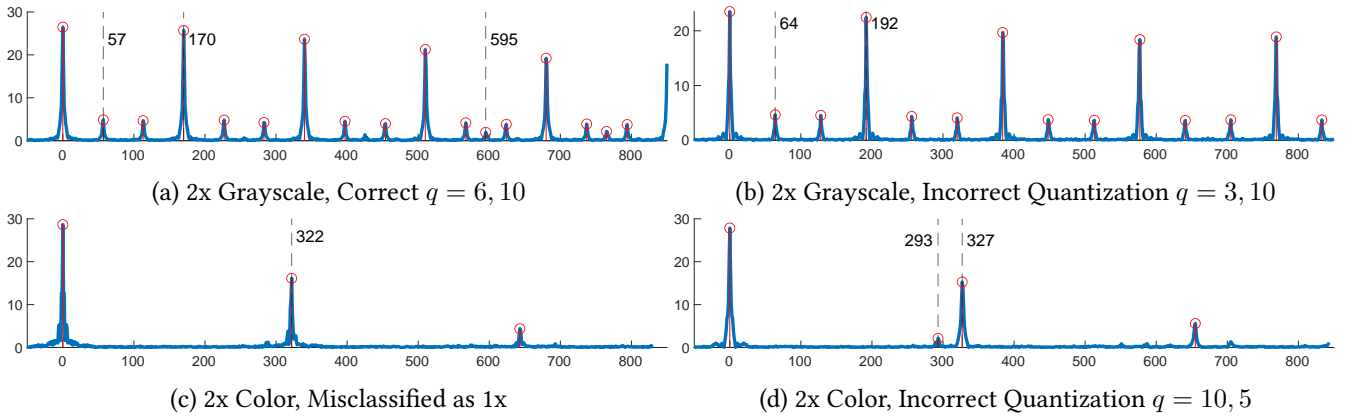 30
20
10
0
57
170
595
0 100 200 300 400 500 600 700 800
(a) 2x Grayscale, Correct q = 6, 10
20
10
0
64
192
0 100 200 300 400 500 600 700 800
(b) 2x Grayscale, Incorrect Quantization q = 3, 10
30
20
10
0
322
0 100 200 300 400 500 600 700 800
(c) 2x Color, Misclassified as 1x
30
20
10
0
293 327
0 100 200 300 400 500 600 700 800
(d) 2x Color, Incorrect Quantization q = 10, 5